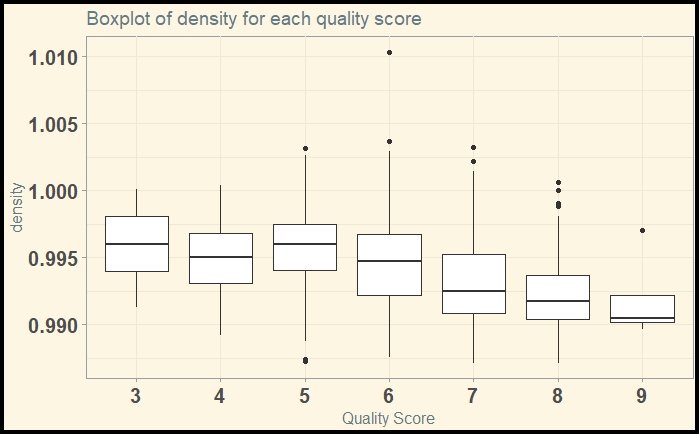 Boxplot of density for each quality score
1.010
1.005
1.000
0.995
0.990
density
3 4 5 6 7 8 9
Quality Score